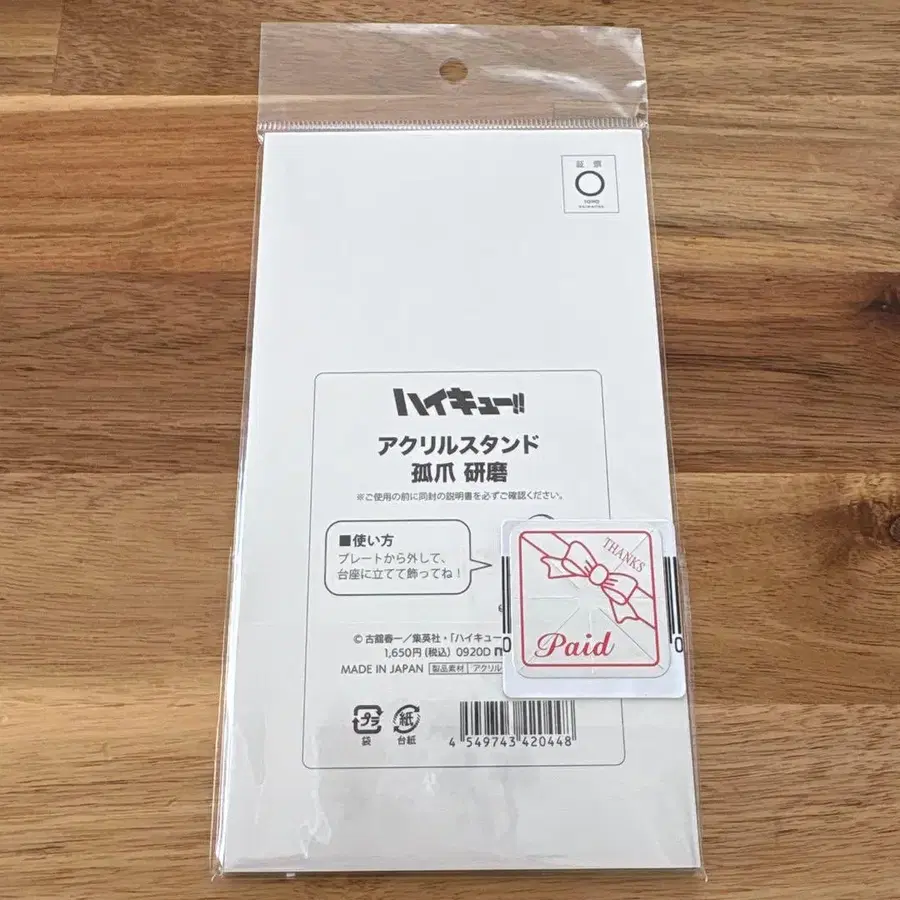 証 票
TOHO
ハイキュー!!
アクリルスタンド
孤爪 研磨
※ご使用の前に同封の説明書を必ずご確認ください。
■使い方
プレートから外して、
台座に立てて飾ってね!
THANKS
Paid
0
0
© 古舘春一/集英社・「ハイキュー
1,650円(税込) 0920D
MADE IN JAPAN 製品素材 アクリル
プラ
袋
紙
台紙
4 549743 420448